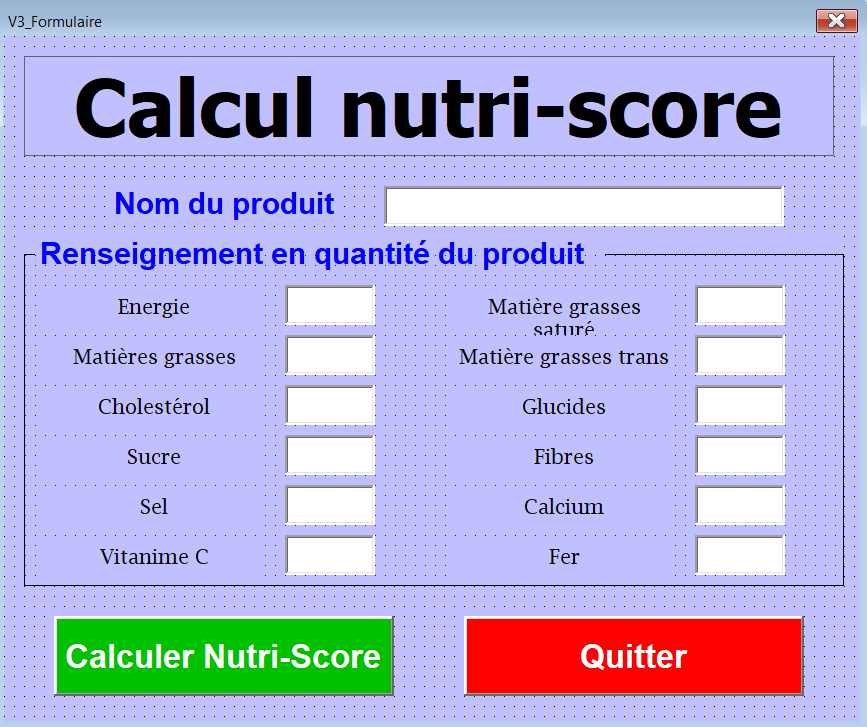 V3_Formulaire
Calcul nutri-score
Nom du produit
Renseignement en quantité du produit
Energie
Matière grasses
saturé
Matières grasses
Matière grasses trans
Cholestérol
Glucides
Sucre
Fibres
Sel
Calcium
Vitanime C
Fer
Calculer Nutri-Score
Quitter